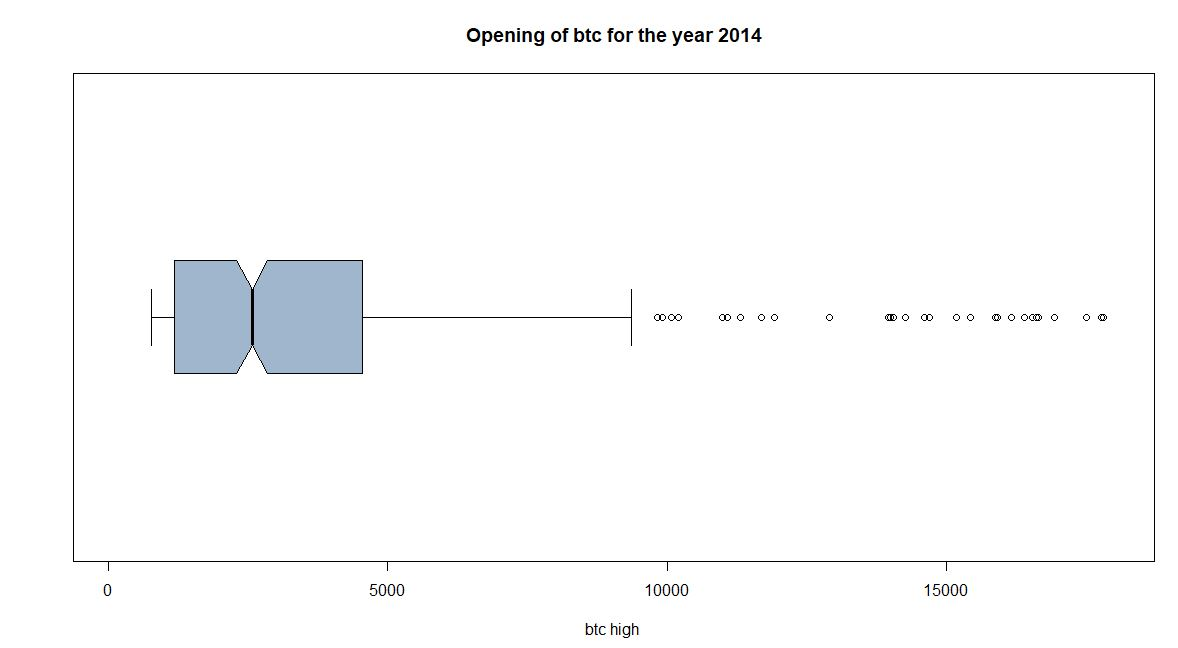 Opening of btc for the year 2014
0 5000 10000 15000
btc high